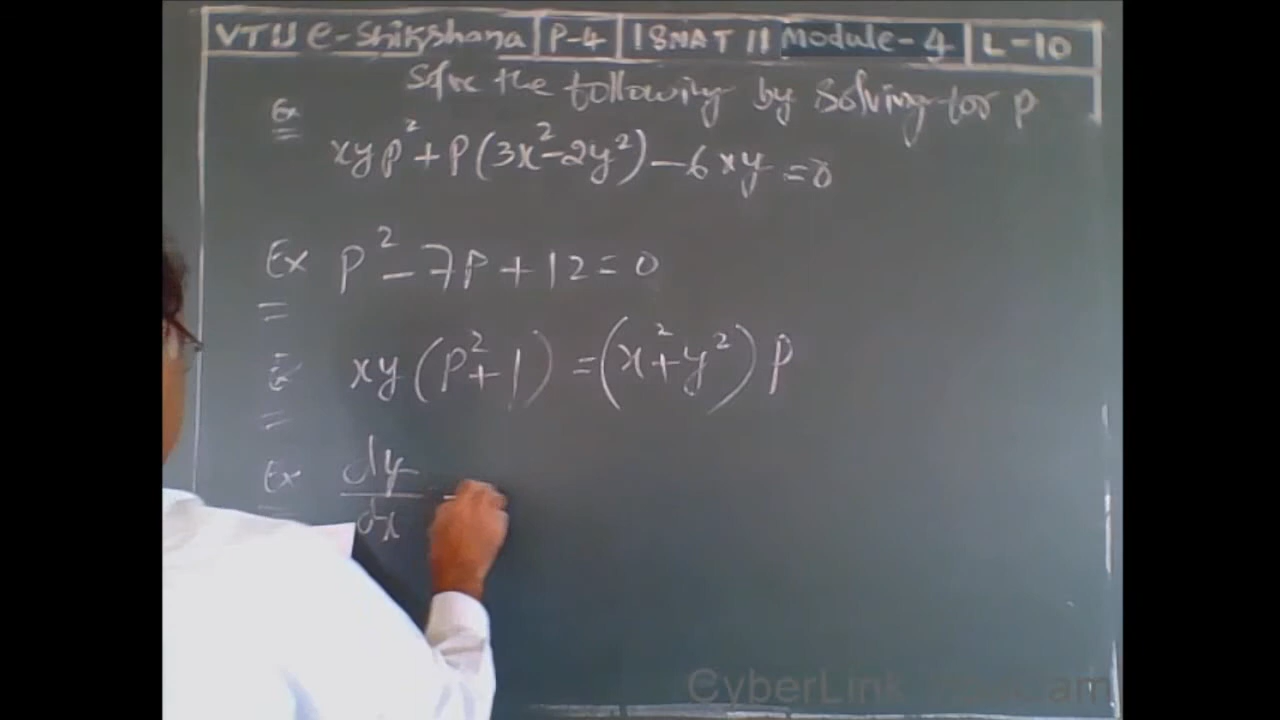 VTU e-Shikshana P-4 18MAT11 Module-4 L-10
Solve the following by solving for p
Ex
xyp² + P(3x² - 2y²) - 6xy = 0
Ex P² - 7P + 12 = 0
Ex xy(P² + 1) = (x² + y²) P
Ex dy/dx -
CyberLink